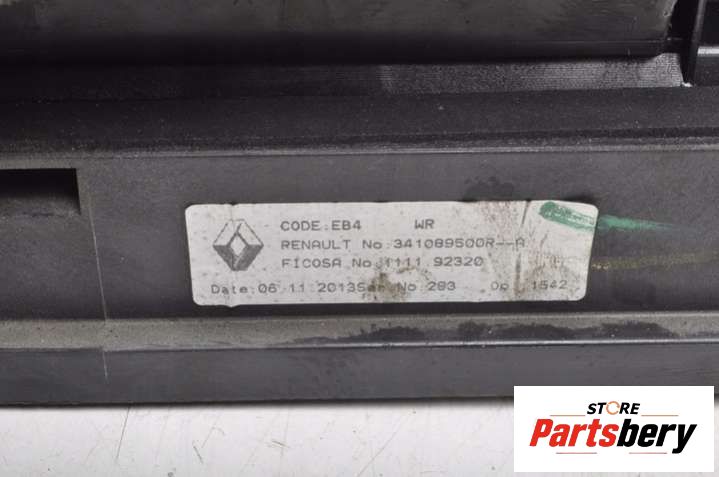 CODE:EB4 WR
RENAULT No:341089500R--A
FICOSA No:1111 92320
Date:06.11.2013Ser.No:293 Op. 1542
STORE
Partsbery